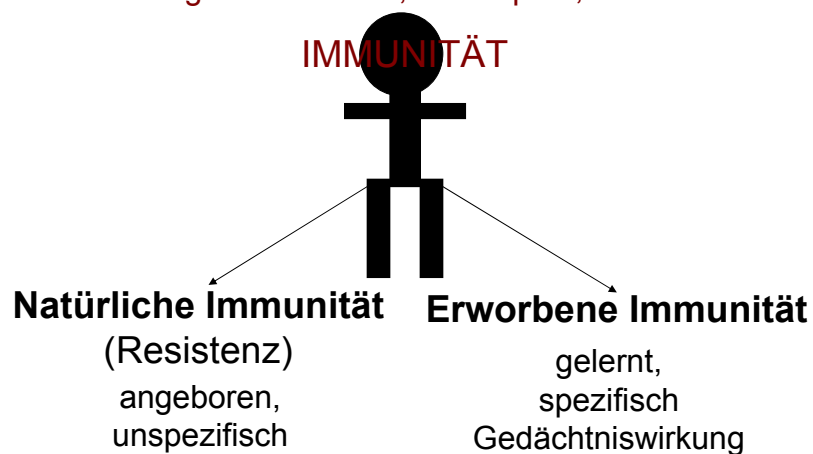 IMMUNITÄT
Natürliche Immunität
(Resistenz)
angeboren,
unspezifisch
Erworbene Immunität
gelernt,
spezifisch
Gedächtniswirkung